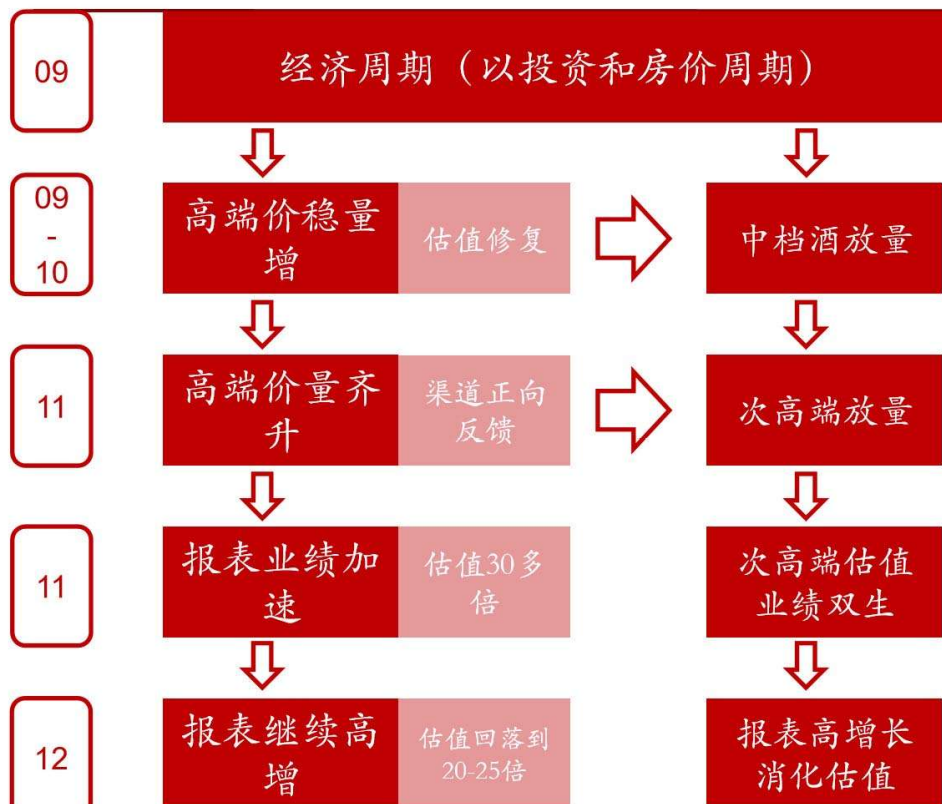 09
经济周期（以投资和房价周期）
09
-
10
高端价稳量
增
估值修复
中档酒放量
11
高端价量齐
升
渠道正向
反馈
次高端放量
11
报表业绩加
速
估值30多
倍
次高端估值
业绩双生
12
报表继续高
增
估值回落到
20-25倍
报表高增长
消化估值